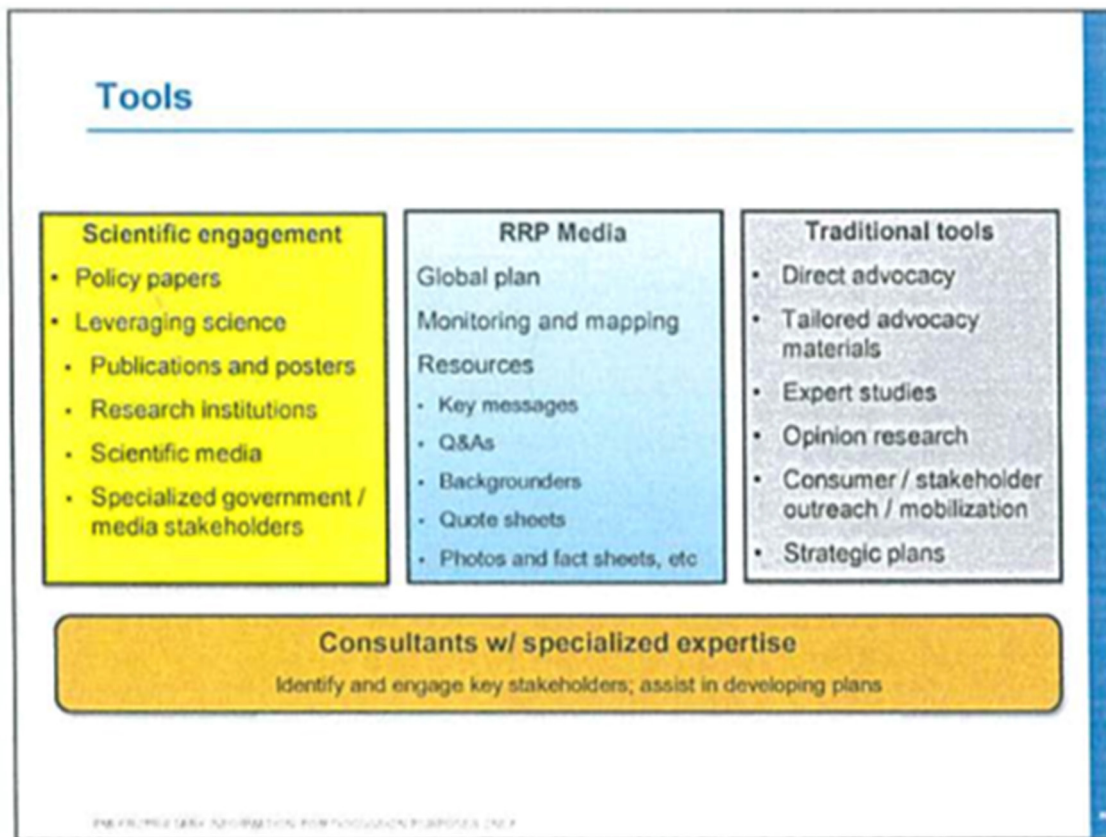 Tools
Scientific engagement
• Policy papers
• Leveraging science
• Publications and posters
• Research institutions
• Scientific media
• Specialized government /
media stakeholders
RRP Media
Global plan
Monitoring and mapping
Resources
• Key messages
• Q&As
• Backgrounders
• Quote sheets
• Photos and fact sheets, etc
Traditional tools
• Direct advocacy
• Tailored advocacy
materials
• Expert studies
• Opinion research
• Consumer / stakeholder
outreach / mobilization
• Strategic plans
Consultants w/ specialized expertise
Identify and engage key stakeholders; assist in developing plans